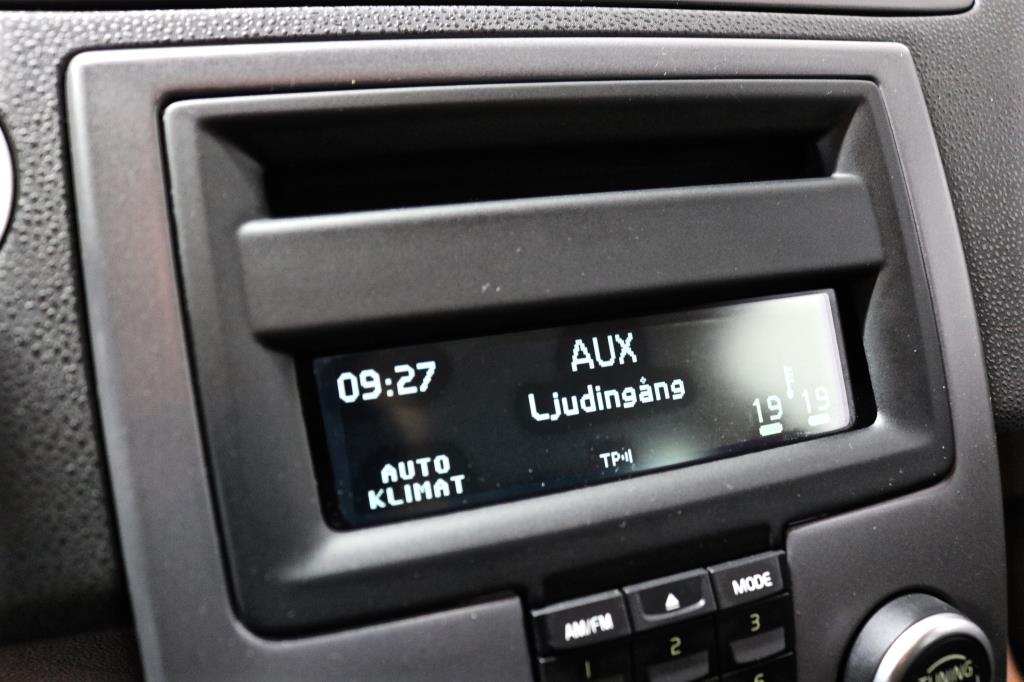 AUX
09:27
Ljudingång
19 19
AUTO
KLIMAT
TP
MODE
AM/FM
1 2 3
6
TUNING